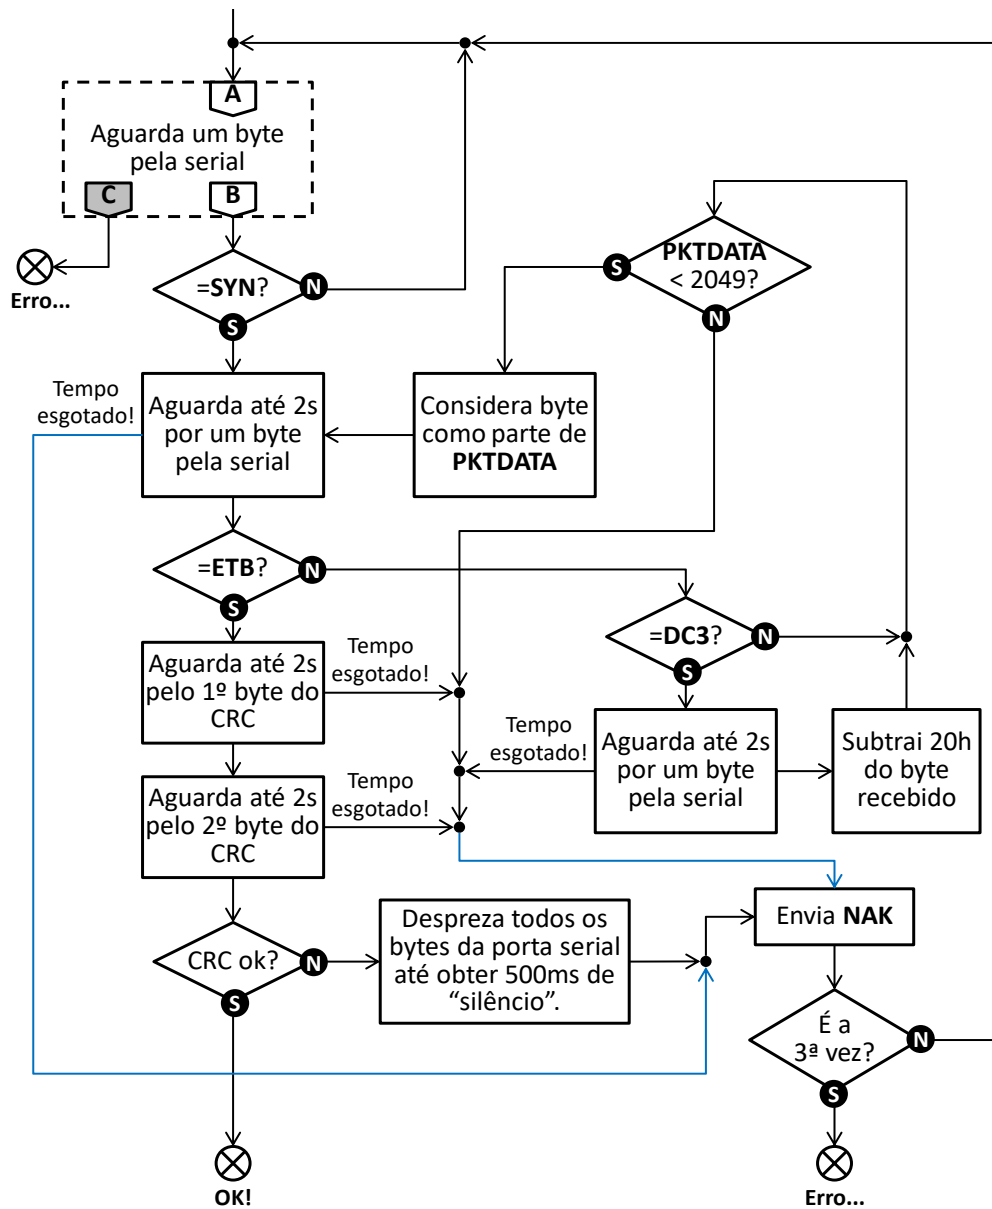 A
Aguarda um byte
pela serial
C
B
Erro...
=SYN?
N
S
PKTDATA
< 2049?
S
N
Tempo
esgotado!
Aguarda até 2s
por um byte
pela serial
Considera byte
como parte de
PKTDATA
=ETB?
N
S
=DC3?
N
S
Aguarda até 2s
pelo 1º byte do
CRC
Tempo
esgotado!
Tempo
esgotado!
Aguarda até 2s
por um byte
pela serial
Subtrai 20h
do byte
recebido
Aguarda até 2s
pelo 2º byte do
CRC
Tempo
esgotado!
Envia NAK
CRC ok?
N
S
Despreza todos os
bytes da porta serial
até obter 500ms de
“silêncio”.
É a
3ª vez?
N
S
OK!
Erro...